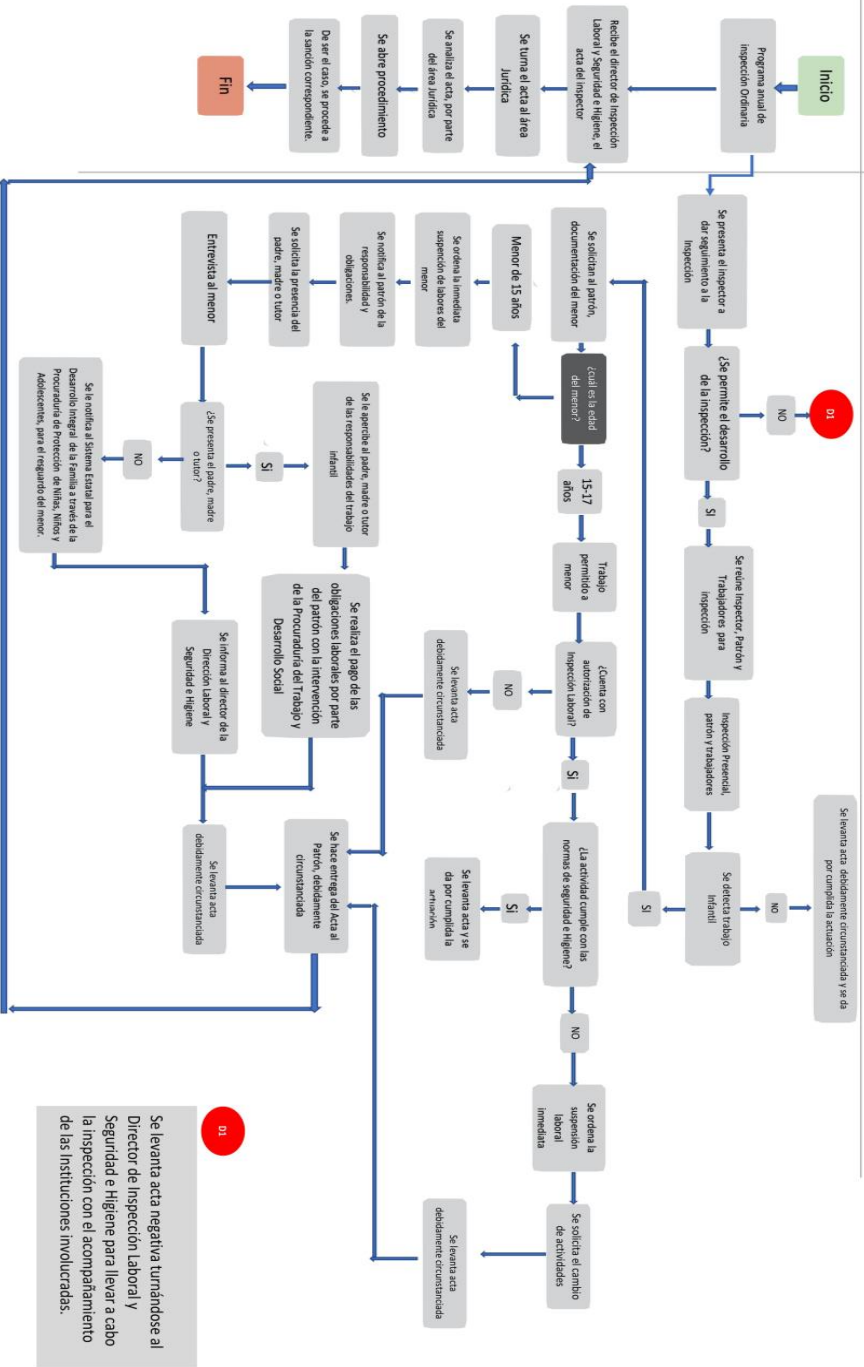 Inicio
Programa anual de
inspección Ordinaria
Recibe el director de Inspección
Laboral y Seguridad e Higiene, el
acta del inspector
Se turna el acta al área
Jurídica
Se analiza el acta, por parte
del área Jurídica
Se abre procedimiento
De ser el caso, se procede a
la sanción correspondiente.
Fin
Se presenta el inspector a
dar seguimiento a la
Inspección
¿Se permite el desarrollo
de la inspección?
NO
D1
SI
Se reúne Inspector, Patrón y
Trabajadores para
inspección
Inspección Presencial,
patrón y trabajadores
Se detecta trabajo
Infantil
NO
Se levanta acta debidamente circunstanciada y se da
por cumplida la actuación
SI
Se solicitan al patrón,
documentación del menor
¿cuál es la edad
del menor?
15-17
años
Trabajo
permitido a
menor
¿Cuenta con
autorización de
Inspección Laboral?
Si
¿La actividad cumple con las
normas de seguridad e Higiene?
NO
Se ordena la
suspensión
laboral
inmediata
Se solicita el cambio
de actividades
Menor de 15 años
Se ordena la inmediata
suspensión de labores del
menor
Se notifica al patrón de la
responsabilidad y
obligaciones.
Se solicita la presencia del
padre, madre o tutor
Entrevista al menor
NO
Se levanta acta
debidamente circunstanciada
Si
Se levanta acta y se
da por cumplida la
actuación
Se levanta acta
debidamente circunstanciada
Se le apercibe al padre, madre o tutor
de las responsabilidades del trabajo
infantil
Se realiza el pago de las
obligaciones laborales por parte
del patrón con la intervención
de la Procuraduría del Trabajo y
Desarrollo Social
Si
¿Se presenta el padre, madre
o tutor?
NO
Se le notifica al Sistema Estatal para el
Desarrollo Integral de la Familia a través de la
Procuraduría de Protección de Niñas, Niños y
Adolescentes, para el resguardo del menor.
Se informa al director de la
Dirección Laboral y
Seguridad e Higiene
Se levanta acta
debidamente circunstanciada
Se hace entrega del Acta al
Patrón, debidamente
circunstanciada
D1
Se levanta acta negativa turnándose al
Director de Inspección Laboral y
Seguridad e Higiene para llevar a cabo
la inspección con el acompañamiento
de las Instituciones involucradas.